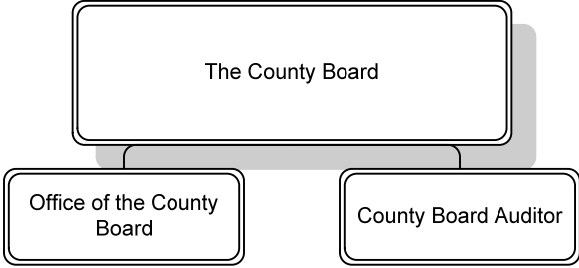 The County Board
Office of the County
Board
County Board Auditor